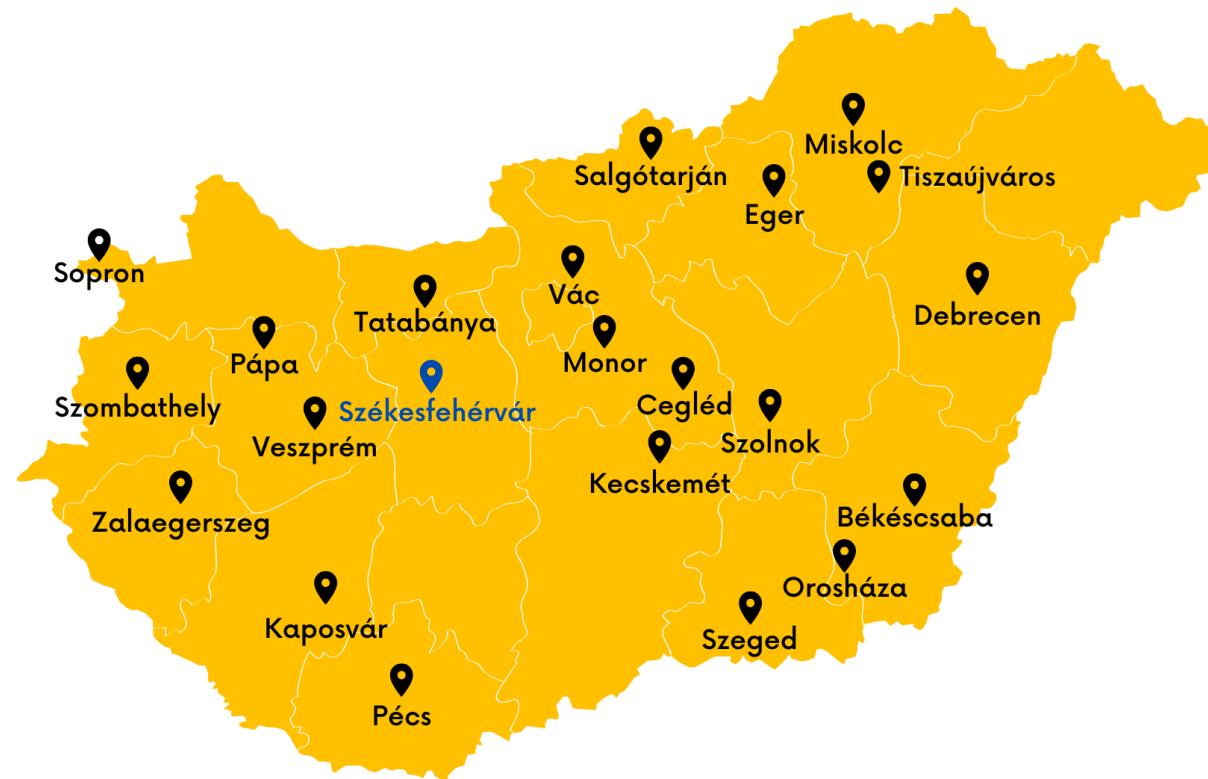 Miskolc
Salgótarján
Tiszaújváros
Eger
Sopron
Vác
Debrecen
Tatabánya
Monor
Pápa
Cegléd
Szombathely
Székesfehérvár
Veszprém
Szolnok
Kecskemét
Békéscsaba
Zalaegerszeg
Orosháza
Kaposvár
Szeged
Pécs